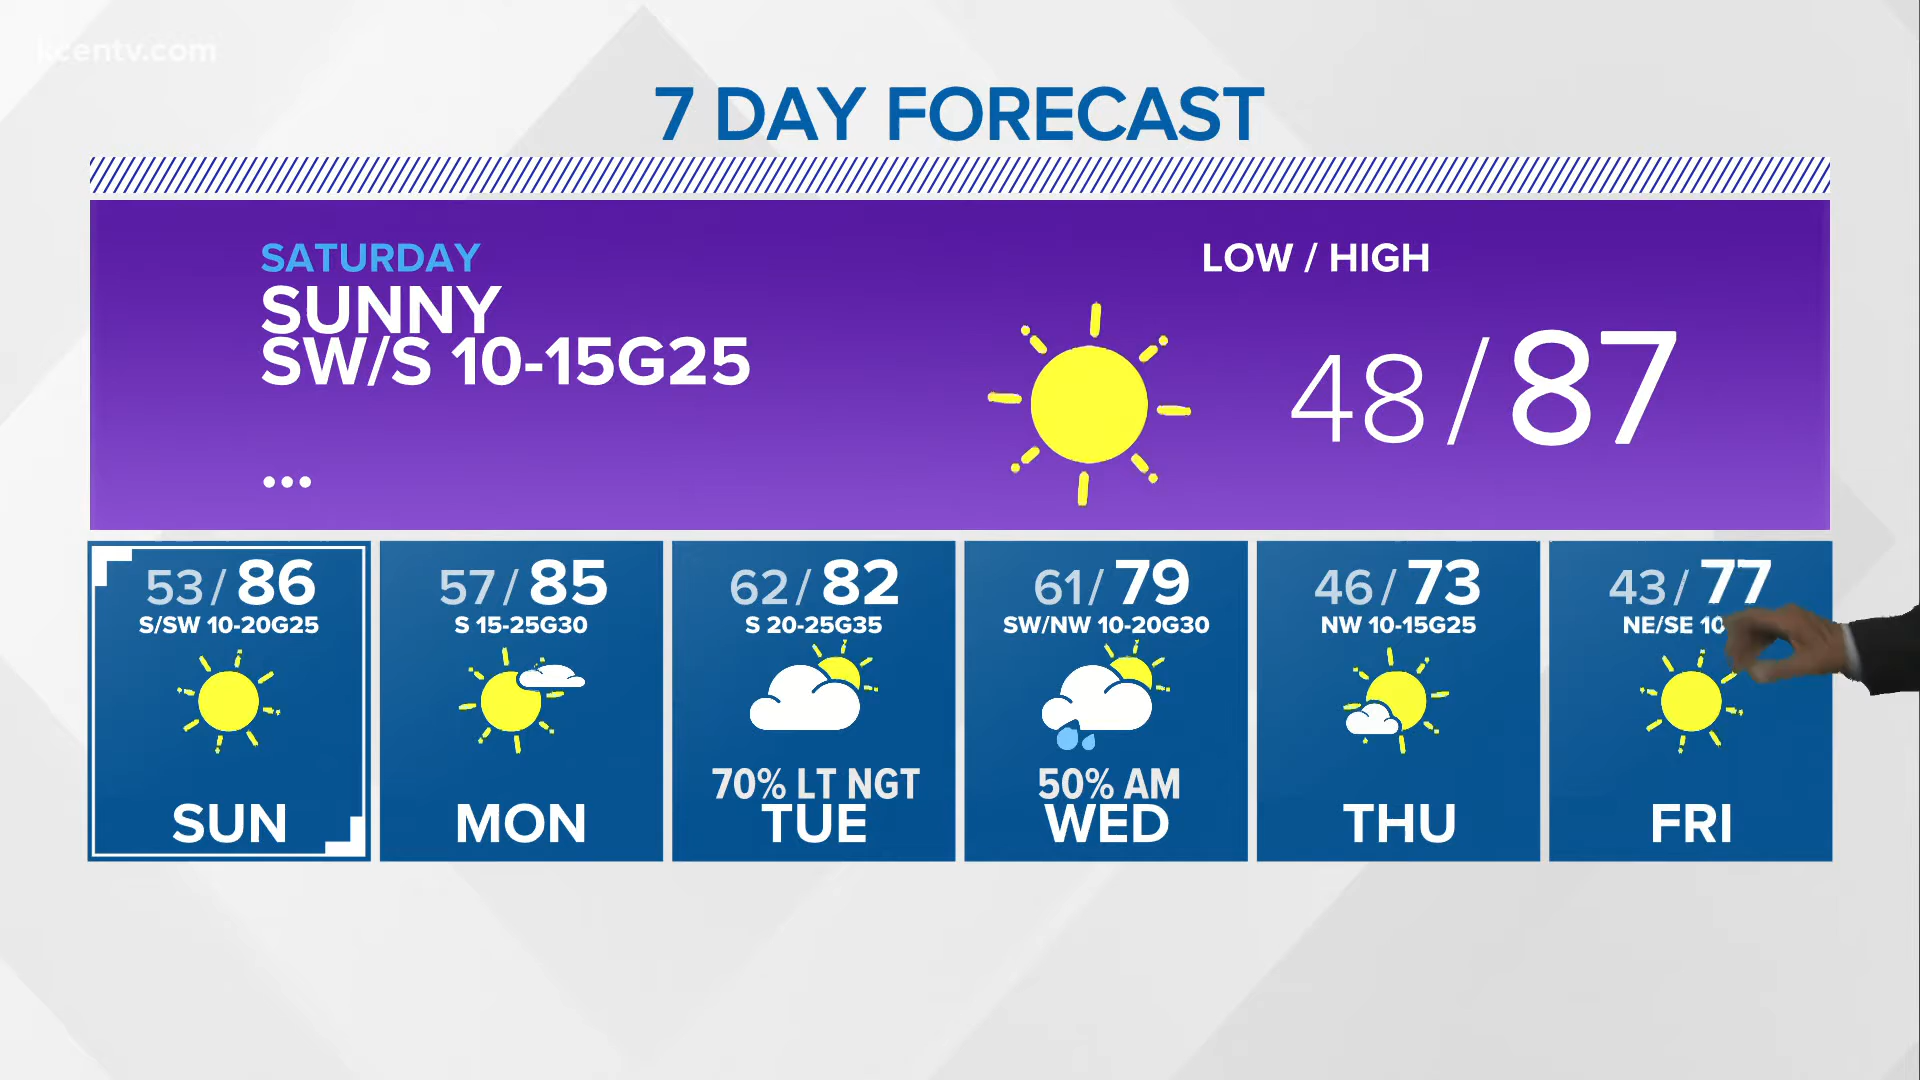 kcentv.com
7 DAY FORECAST
SATURDAY
SUNNY
SW/S 10-15G25
...
LOW / HIGH
48/87
53/86
S/SW 10-20G25
SUN
57/85
S 15-25G30
MON
62/82
S 20-25G35
70% LT NGT
TUE
61/79
SW/NW 10-20G30
50% AM
WED
46/73
NW 10-15G25
THU
43/77
NE/SE 10
FRI